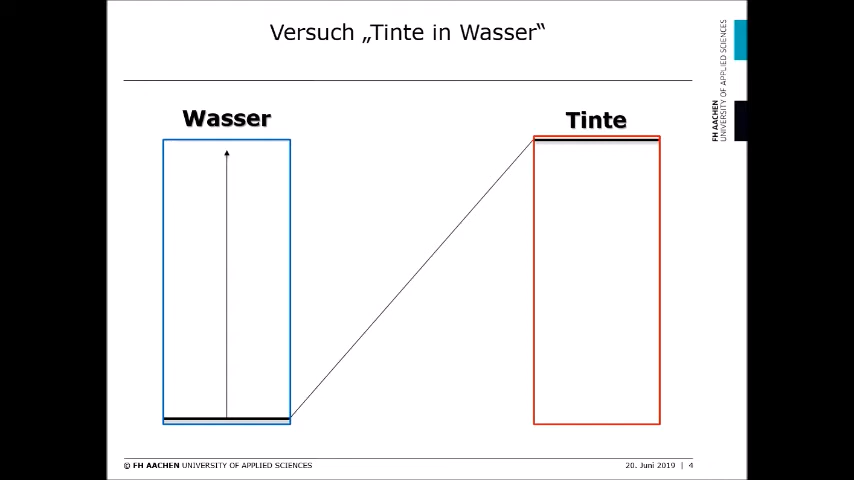 Versuch „Tinte in Wasser“
FH AACHEN
UNIVERSITY OF APPLIED SCIENCES
Wasser
Tinte
© FH AACHEN UNIVERSITY OF APPLIED SCIENCES
20. Juni 2019 | 4